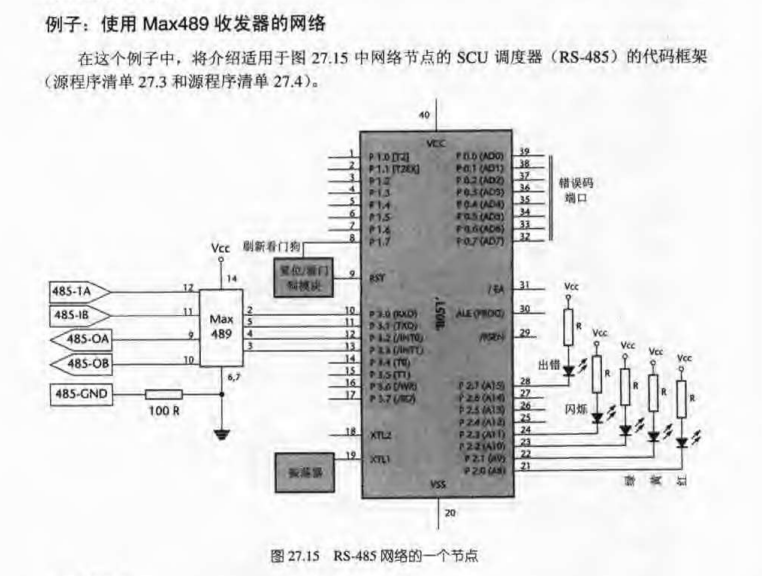 例子：使用 Max489 收发器的网络
在这个例子中，将介绍适用于图 27.15 中网络节点的 SCU 调度器（RS-485）的代码框架
（源程序清单 27.3 和源程序清单 27.4）。
40
VCC
1 P 1.0 [T2] P 0.0 (AD0) 39
2 P 1.1 [T2EX] P 0.1 (AD1) 38
3 P 1.2 P 0.2 (AD2) 37
4 P 1.3 P 0.3 (AD3) 36
5 P 1.4 P 0.4 (AD4) 35
6 P 1.5 P 0.5 (AD5) 34
7 P 1.6 P 0.6 (AD6) 33
8 P 1.7 P 0.7 (AD7) 32
错误码
端口
Vcc
刷新看门狗
复位/看门
狗模块
9 RST
/ EA 31
14
485-1A 12
485-IB 11
485-OA 9
485-OB 10
Max
489
2
5
4
3
6,7
485-GND
100 R
10 P 3.0 (RXD) ALE (PROG) 30
11 P 3.1 (TXD)
12 P 3.2 (/INT0) /PSEN 29
13 P 3.3 (/INT1)
14 P 3.4 (T0)
15 P 3.5 (T1)
16 P 3.6 (/WR)
17 P 3.7 (/RD)
8051
P 2.7 (A15) 28
P 2.6 (A14) 27
P 2.5 (A13) 26
P 2.4 (A12) 25
P 2.3 (A11) 24
P 2.2 (A10) 23
P 2.1 (A9) 22
P 2.0 (A8) 21
18 XTL2
19 XTL1
振荡器
VSS
20
Vcc
R
出错
Vcc
R
闪烁
Vcc
R
绿
Vcc
R
黄
Vcc
R
红
图 27.15 RS-485 网络的一个节点